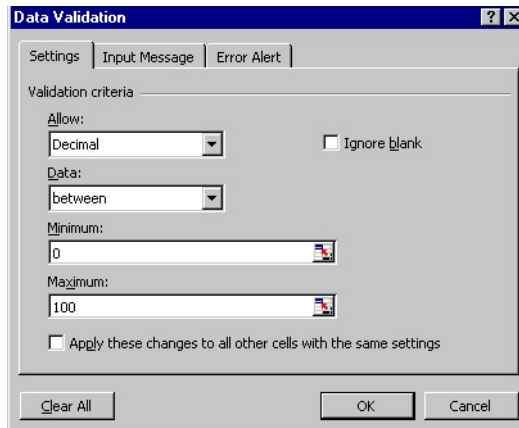 Data Validation
Settings Input Message Error Alert
Validation criteria
Allow:
Decimal
Ignore blank
Data:
between
Minimum:
0
Maximum:
100
Apply these changes to all other cells with the same settings
Clear All OK Cancel